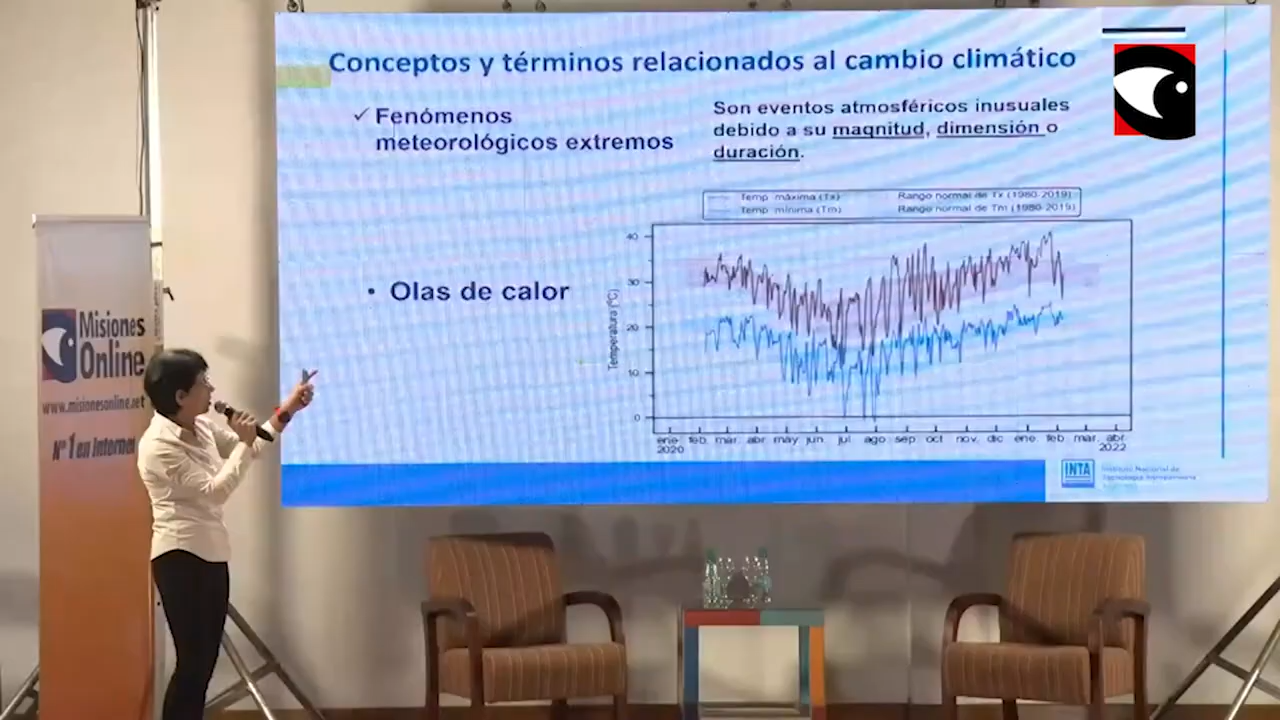 Conceptos y términos relacionados al cambio climático
✓ Fenómenos
meteorológicos extremos
Son eventos atmosféricos inusuales
debido a su magnitud, dimensión o
duración.
Temp. máxima (Tx)
Rango normal de Tx (1980-2019)
Temp. mínima (Tm)
Rango normal de Tm (1980-2019)
• Olas de calor
Temperatura (°C)
40
30
20
10
0
ene feb. mar. abr may jun. jul ago sep oct nov. dic ene. feb mar. abr
2020
2022
INTA
Instituto Nacional de
Tecnología Agropecuaria
Misiones
Online
www.misionesonline.net
Nº 1 en Internet